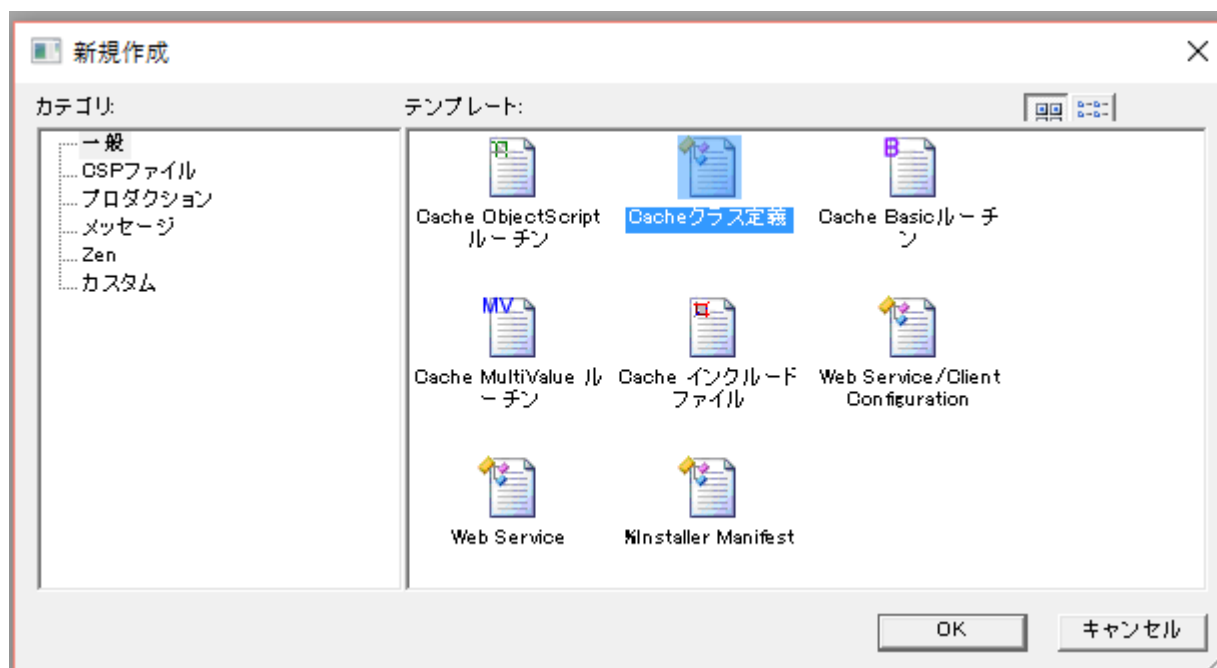 新規作成
カテゴリ:
テンプレート:
一般
CSPファイル
プロダクション
メッセージ
Zen
カスタム
Cache ObjectScript
ルーチン
Cacheクラス定義
Cache Basicルーチ
ン
Cache MultiValue ル
ーチン
Cache インクルード
ファイル
Web Service/Client
Configuration
Web Service
%Installer Manifest
OK
キャンセル